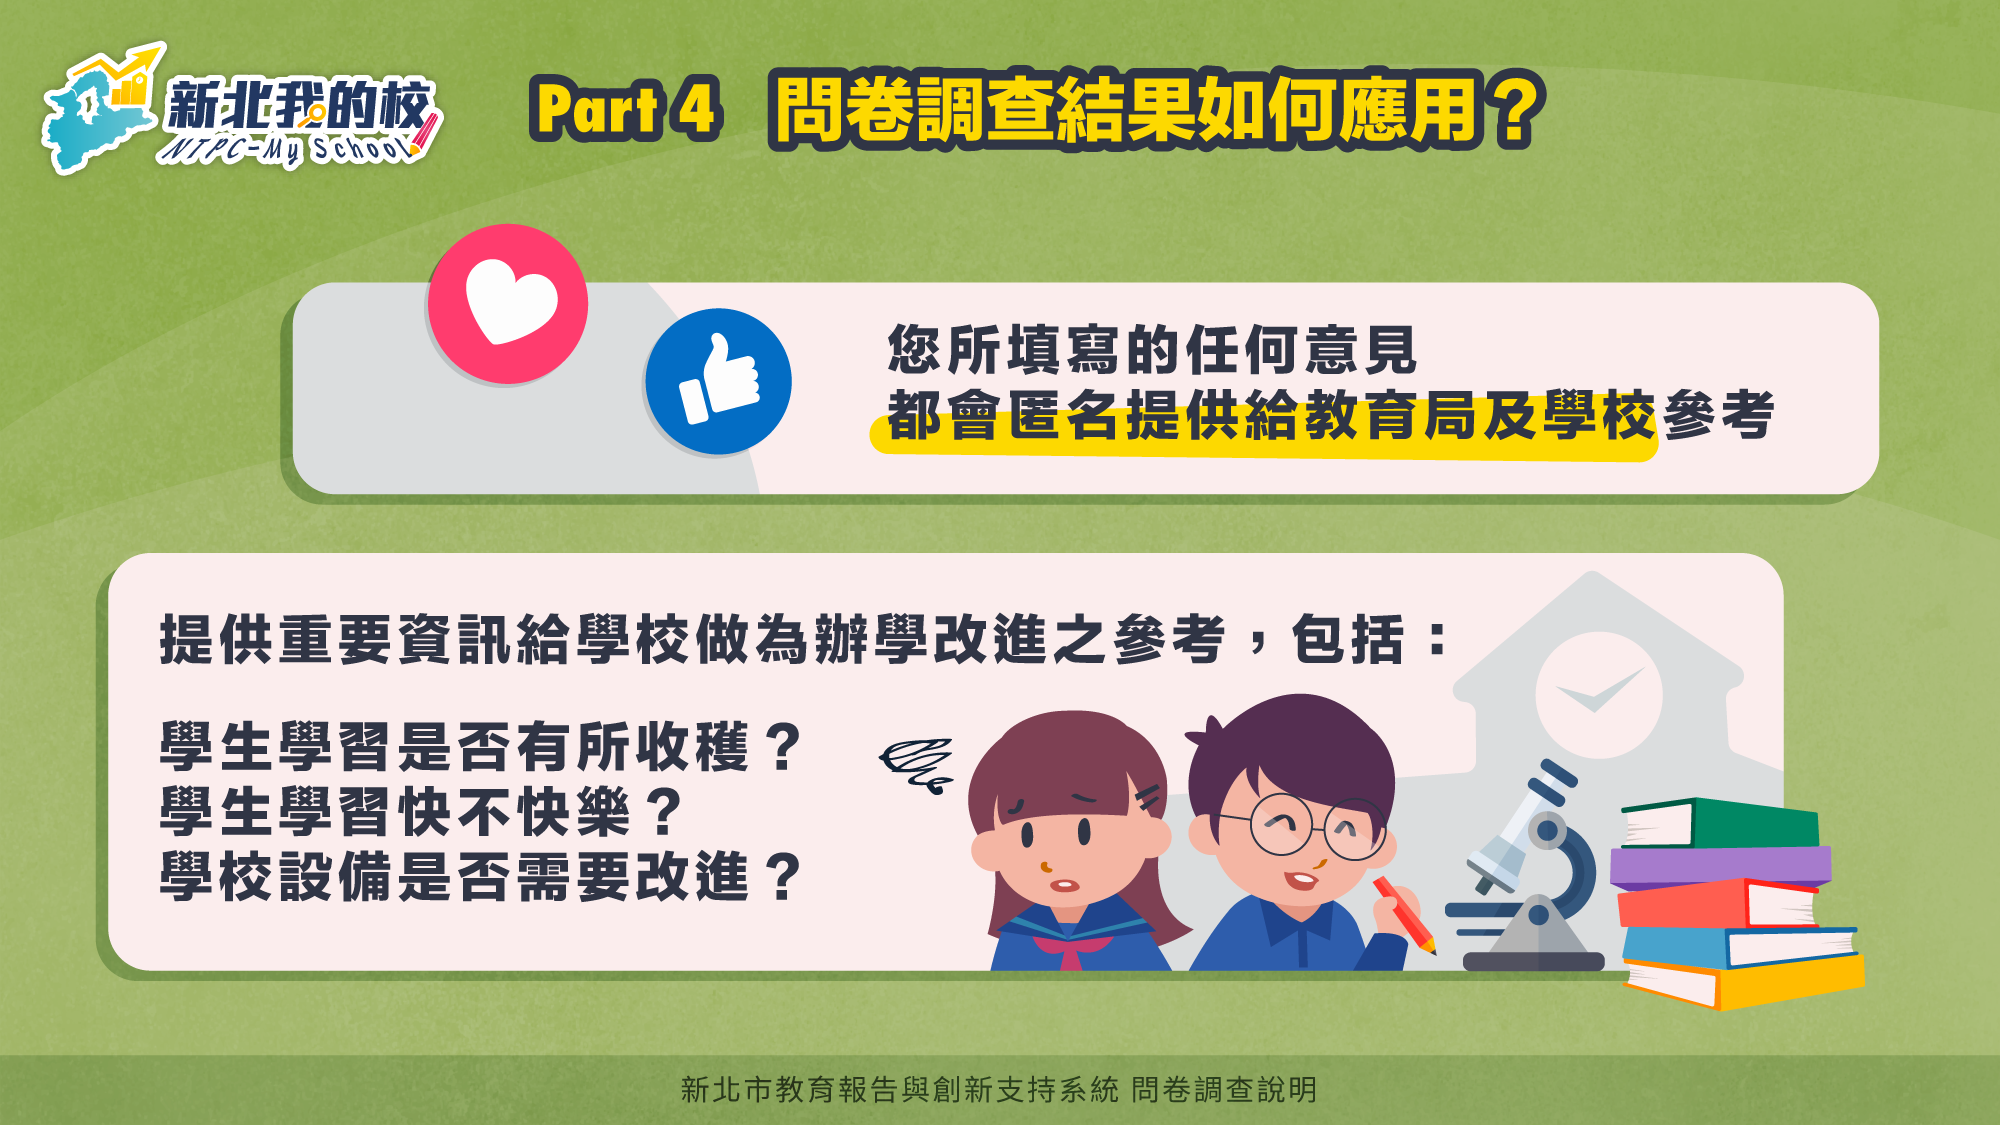 新北我的校
NTPC-My School
Part 4 問卷調查結果如何應用？
您所填寫的任何意見
都會匿名提供給教育局及學校參考
提供重要資訊給學校做為辦學改進之參考，包括：
學生學習是否有所收穫？
學生學習快不快樂？
學校設備是否需要改進？
新北市教育報告與創新支持系統 問卷調查說明